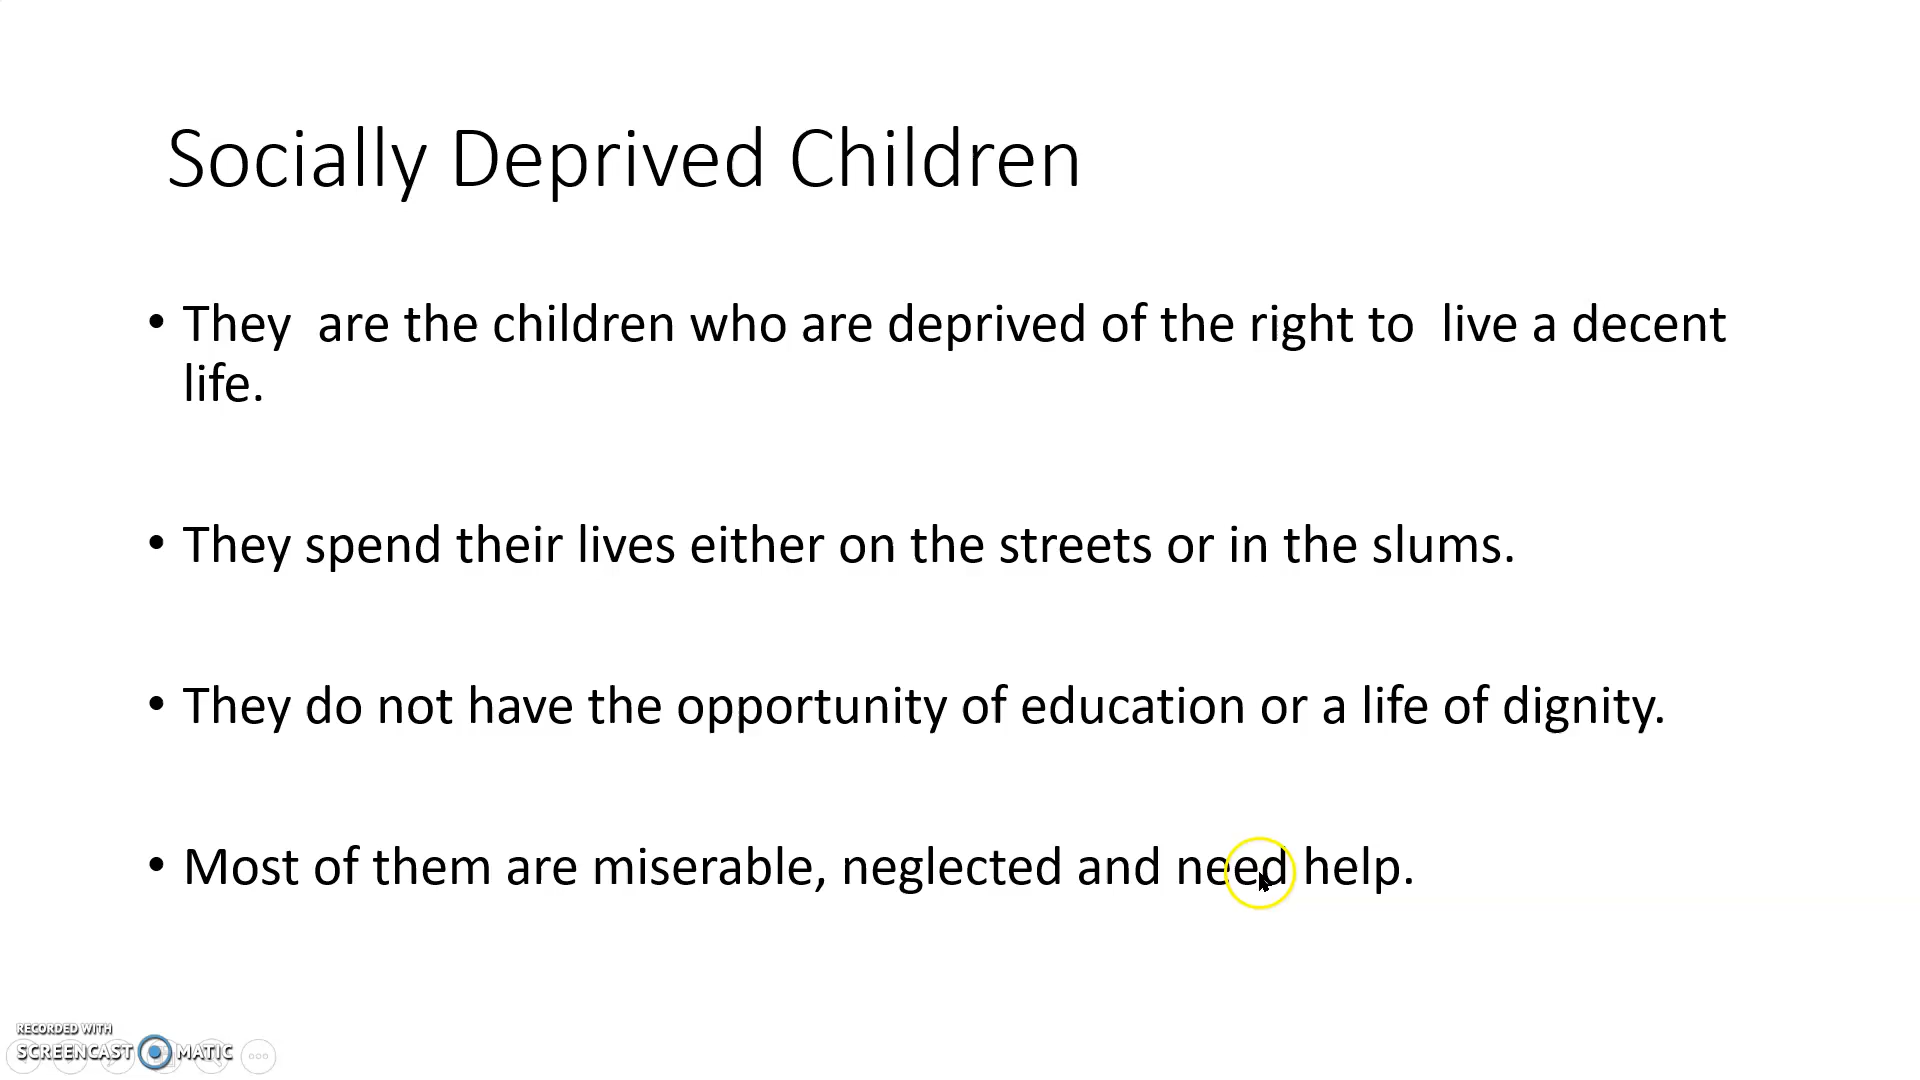 Socially Deprived Children
• They  are the children who are deprived of the right to  live a decent
life.
• They spend their lives either on the streets or in the slums.
• They do not have the opportunity of education or a life of dignity.
• Most of them are miserable, neglected and need help.
RECORDED WITH
SCREENCAST MATIC